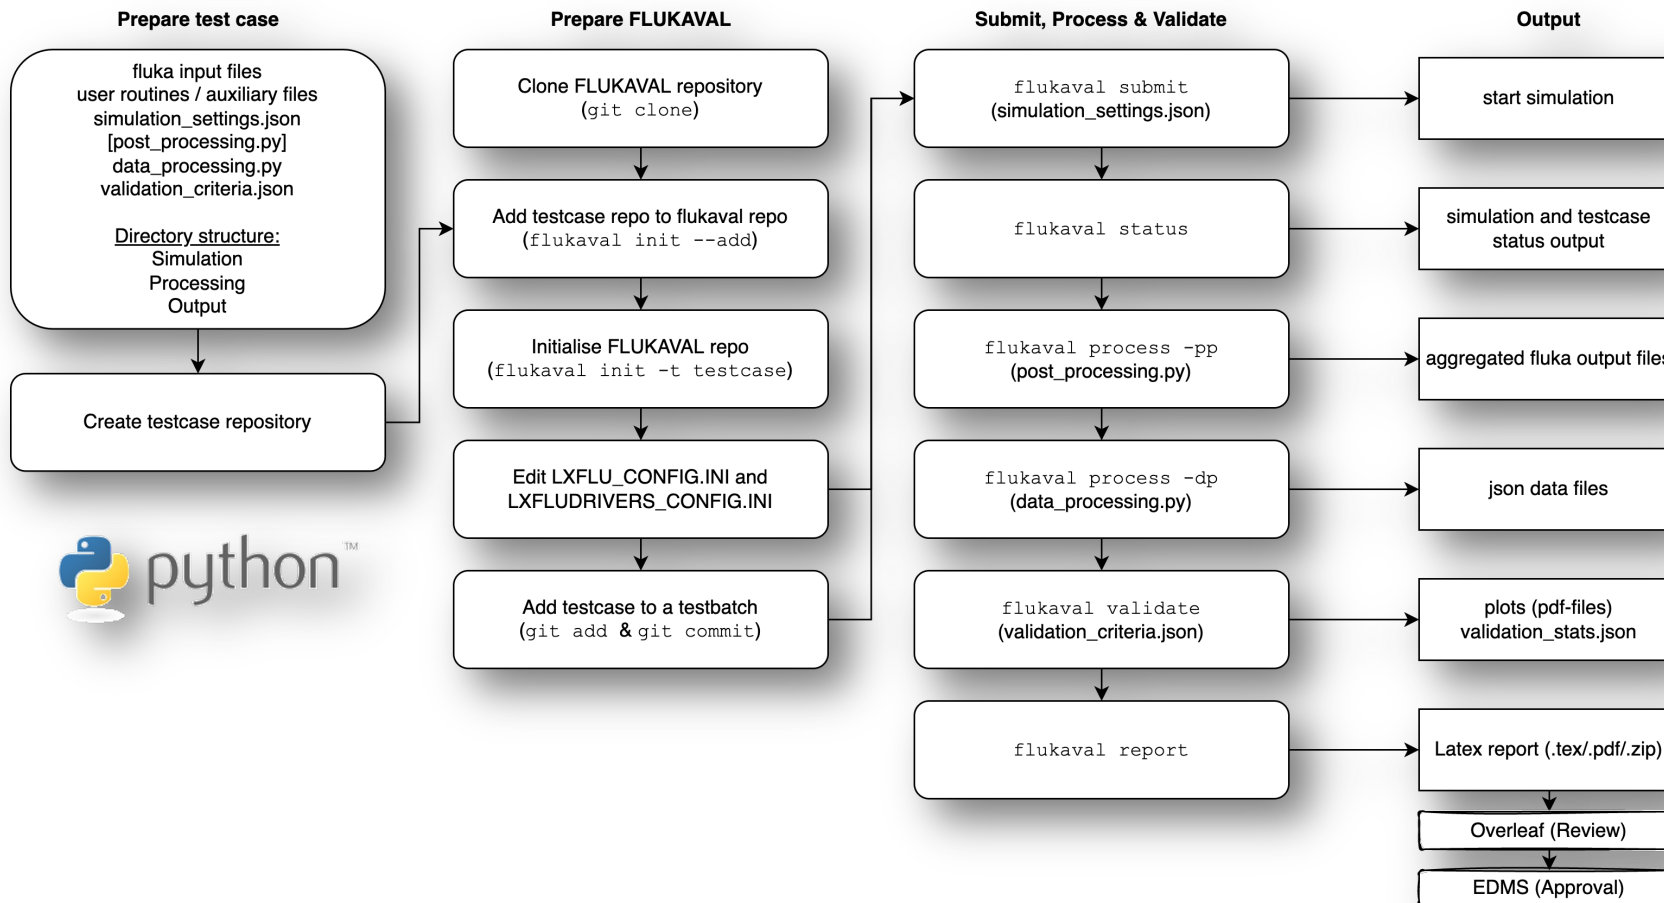 Prepare test case
fluka input files
user routines / auxiliary files
simulation_settings.json
[post_processing.py]
data_processing.py
validation_criteria.json
Directory structure:
Simulation
Processing
Output
Create testcase repository
python
TM
Prepare FLUKAVAL
Clone FLUKAVAL repository
(git clone)
Add testcase repo to flukaval repo
(flukaval init --add)
Initialise FLUKAVAL repo
(flukaval init -t testcase)
Edit LXFLU_CONFIG.INI and
LXFLUDRIVERS_CONFIG.INI
Add testcase to a testbatch
(git add & git commit)
Submit, Process & Validate
flukaval submit
(simulation_settings.json)
flukaval status
flukaval process -pp
(post_processing.py)
flukaval process -dp
(data_processing.py)
flukaval validate
(validation_criteria.json)
flukaval report
Output
start simulation
simulation and testcase
status output
aggregated fluka output files
json data files
plots (pdf-files)
validation_stats.json
Latex report (.tex/.pdf/.zip)
Overleaf (Review)
EDMS (Approval)